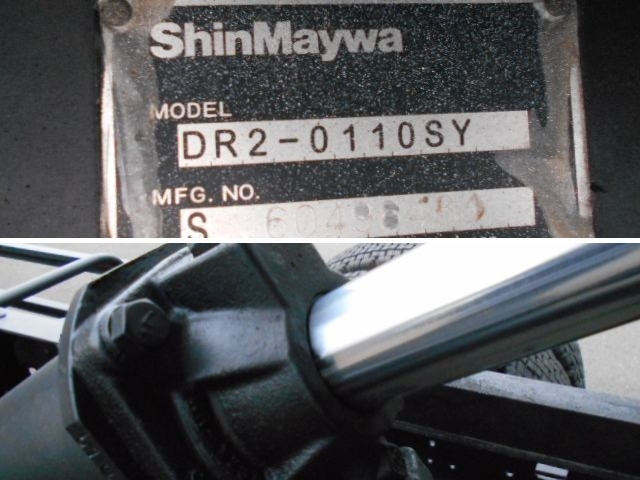 ShinMaywa
MODEL
DR2-0110SY
MFG. NO.
S